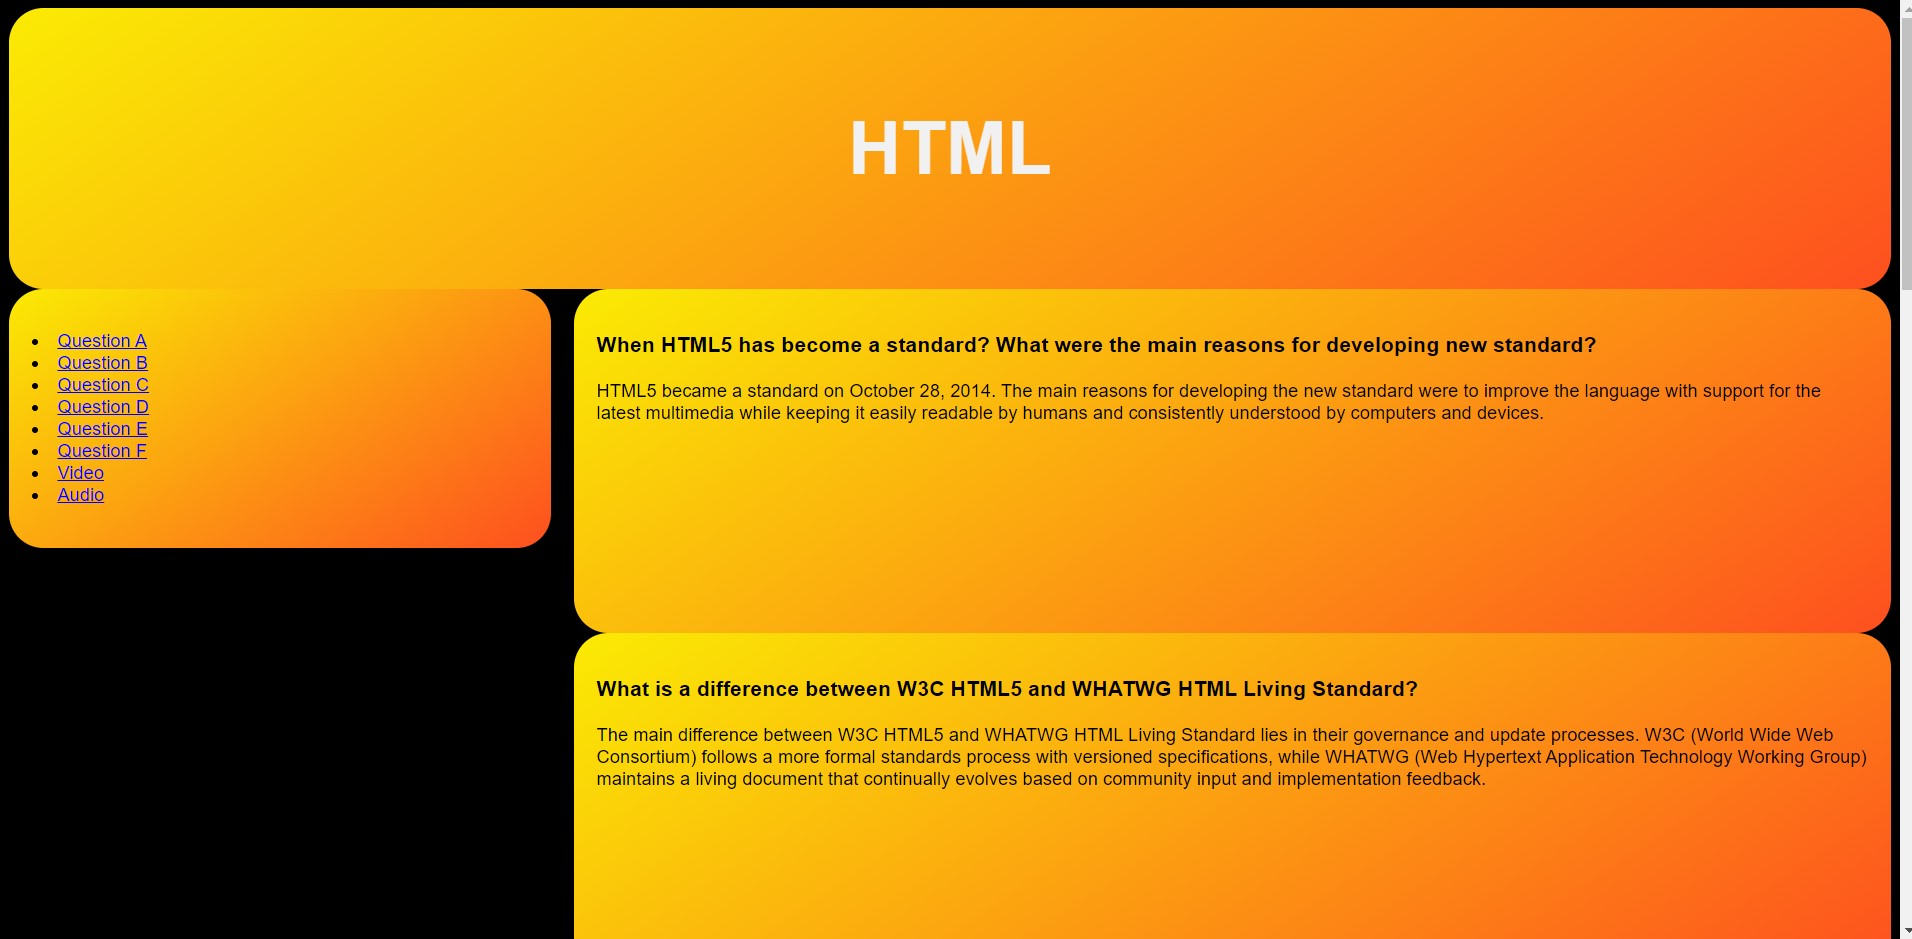 HTML
Question A
Question B
Question C
Question D
Question E
Question F
Video
Audio
When HTML5 has become a standard? What were the main reasons for developing new standard?
HTML5 became a standard on October 28, 2014. The main reasons for developing the new standard were to improve the language with support for the
latest multimedia while keeping it easily readable by humans and consistently understood by computers and devices.
What is a difference between W3C HTML5 and WHATWG HTML Living Standard?
The main difference between W3C HTML5 and WHATWG HTML Living Standard lies in their governance and update processes. W3C (World Wide Web
Consortium) follows a more formal standards process with versioned specifications, while WHATWG (Web Hypertext Application Technology Working Group)
maintains a living document that continually evolves based on community input and implementation feedback.